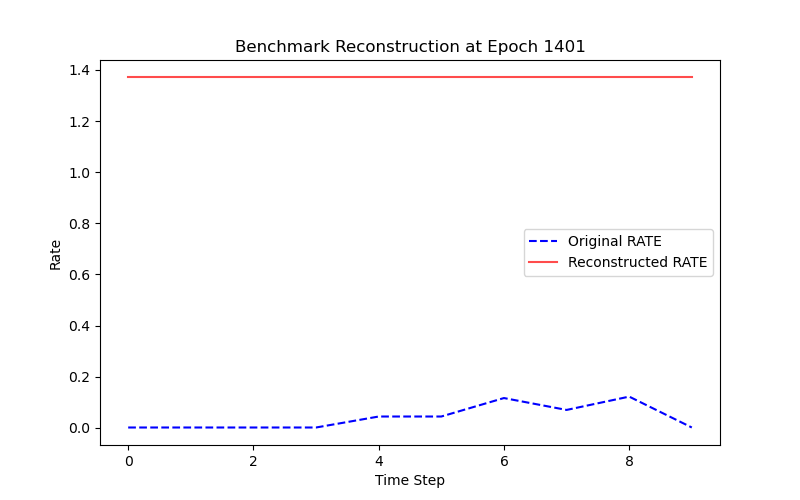 Benchmark Reconstruction at Epoch 1401
1.4
1.2
1.0
0.8
0.6
0.4
0.2
0.0
Rate
Original RATE
Reconstructed RATE
0 2 4 6 8
Time Step